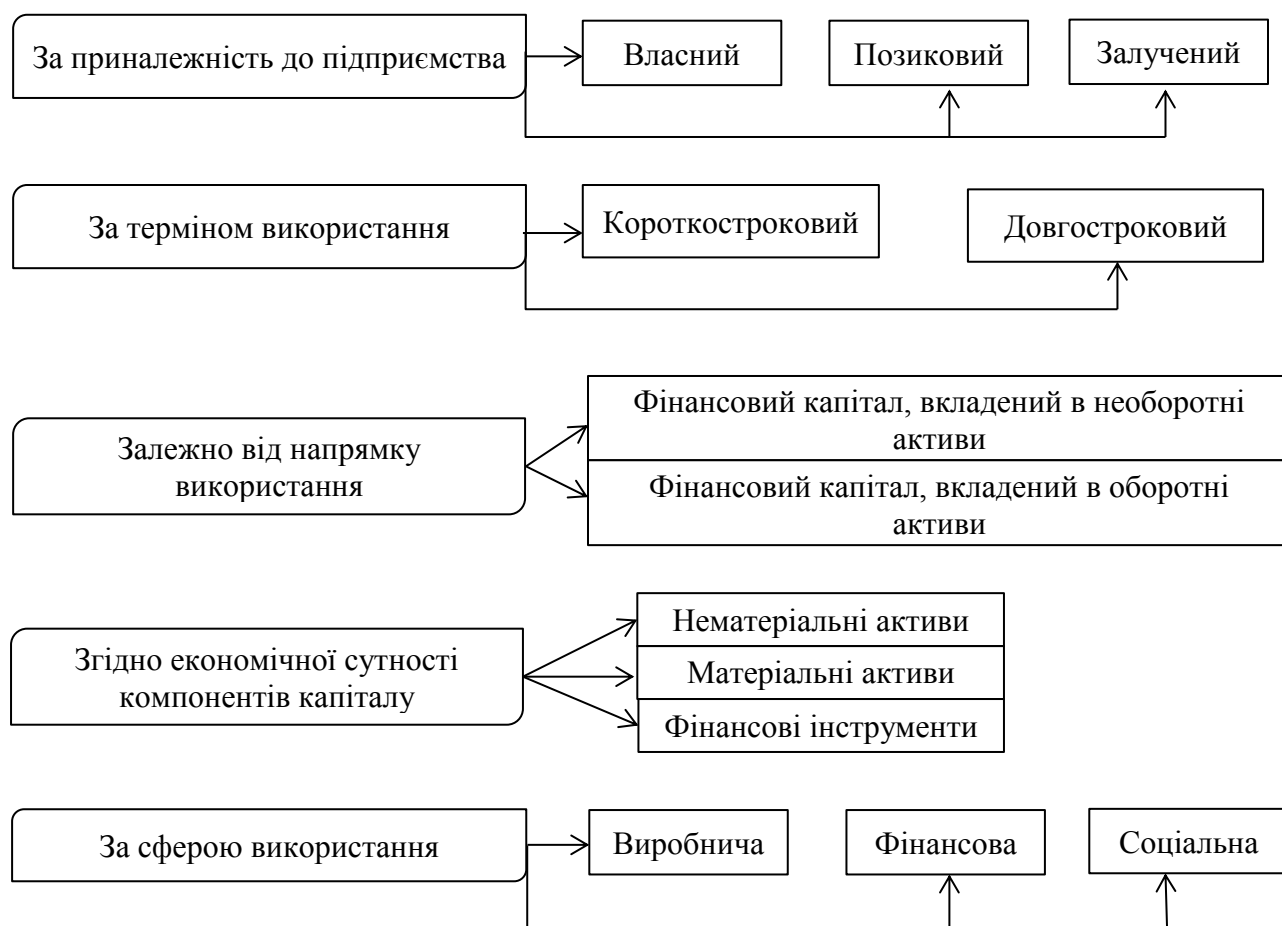 За приналежність до підприємства
Власний
Позиковий
Залучений
За терміном використання
Короткостроковий
Довгостроковий
Залежно від напрямку
використання
Фінансовий капітал, вкладений в необоротні
активи
Фінансовий капітал, вкладений в оборотні
активи
Згідно економічної сутності
компонентів капіталу
Нематеріальні активи
Матеріальні активи
Фінансові інструменти
За сферою використання
Виробнича
Фінансова
Соціальна